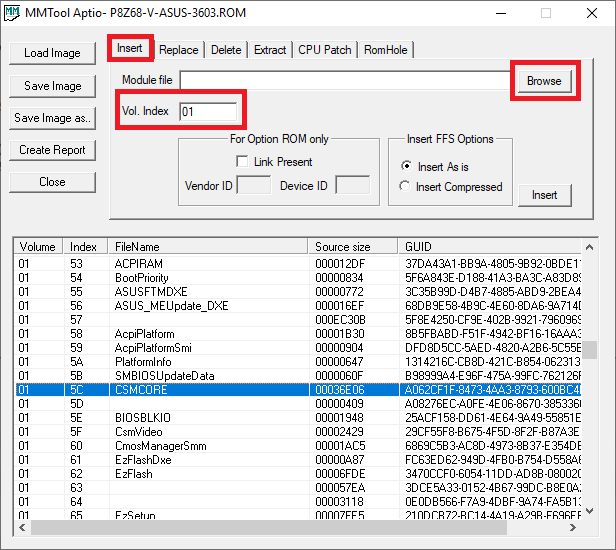 MMTool Aptio- P8Z68-V-ASUS-3603.ROM
Load Image
Save Image
Save Image as..
Create Report
Close
Insert Replace Delete Extract CPU Patch RomHole
Module file Browse
Vol. Index 01
For Option ROM only
Link Present
Vendor ID Device ID
Insert FFS Options
Insert As is
Insert Compressed
Insert
Volume Index FileName Source size GUID
01 53 ACPIRAM 000012DF 37DA43A1-BB9A-4805-9B92-0BDE11
01 54 BootPriority 00000834 5F6A843E-D188-41A3-BA3C-A83D89
01 55 ASUSFTMDXE 00000772 3C35B99D-D4B7-4885-ABD9-2BEA4
01 56 ASUS_MEUpdate_DXE 000016EF 68DB9E58-4B9C-4E60-8DA6-9A714D
01 57 0000EC30B 5F8E4250-CF9E-402B-9921-7960969
01 58 AcpiPlatform 00001B30 8B5FBABD-F51F-4942-BF16-16AAA3
01 59 AcpiPlatformSmi 00000904 DFD8D5CC-5AED-4820-A2B6-5C55E
01 5A PlatformInfo 00000647 1314216C-CB8D-421C-B854-062313
01 5B SMBIOSUpdateData 0000060F B98999A4-E96F-475A-99FC-762126F
01 5C CSMCORE 00036E06 A062CF1F-8473-4AA3-8793-600BC4
01 5D 00000409 A08276EC-A0FE-4E06-8670-385336
01 5E BIOSBLKIO 00001948 25ACF158-DD61-4E64-9A49-55851E
01 5F CsmVideo 00002429 29CF55F8-B675-4F5D-8F2F-B87A3E
01 60 CmosManagerSmm 00001AC5 6869C5B3-AC8D-4973-8B37-E354DB
01 61 EzFlashDxe 00000A87 FC63ED62-949D-4FB0-B754-D558A6
01 62 EzFlash 00006FDE 3470CCF0-6054-11DD-AD8B-080020
01 63 000057EA 3DCE5A33-0152-4B67-99DC-B8E0A2
01 64 00003118 0E0DB566-F7A9-4DBF-9A74-FA5B13
01 65 EzSetup 00007FE5 210DCB72-BC14-4A19-A29B-F696EB